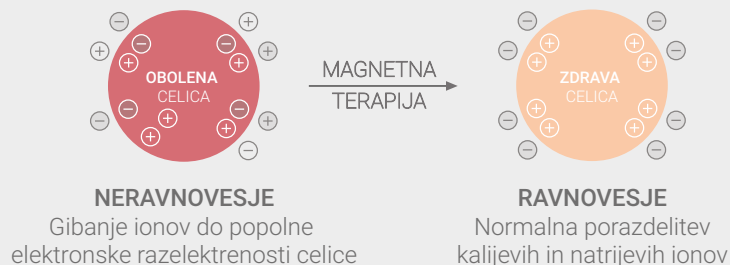 OBOLENA
CELICA
MAGNETNA
TERAPIJA
ZDRAVA
CELICA
NERAVNOVESJE
Gibanje ionov do popolne
elektronske razelektrenosti celice
RAVNOVESJE
Normalna porazdelitev
kalijevih in natrijevih ionov